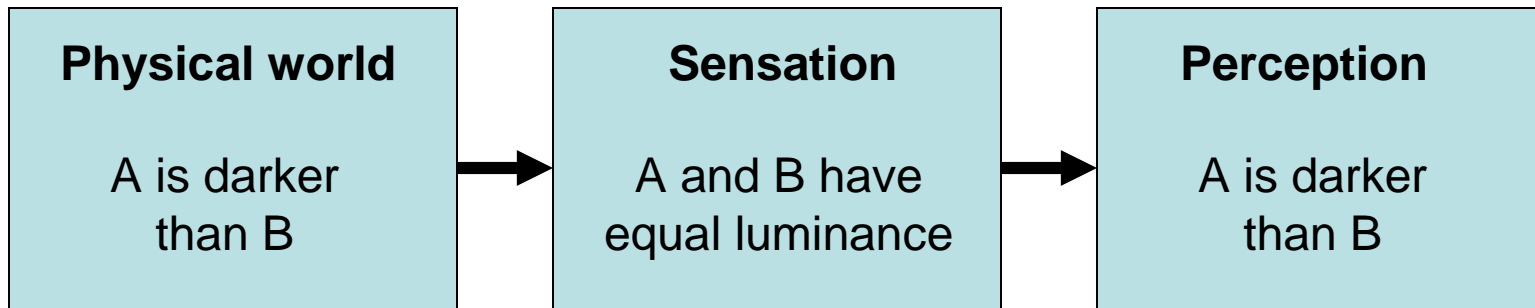 Physical world
A is darker
than B
Sensation
A and B have
equal luminance
Perception
A is darker
than B